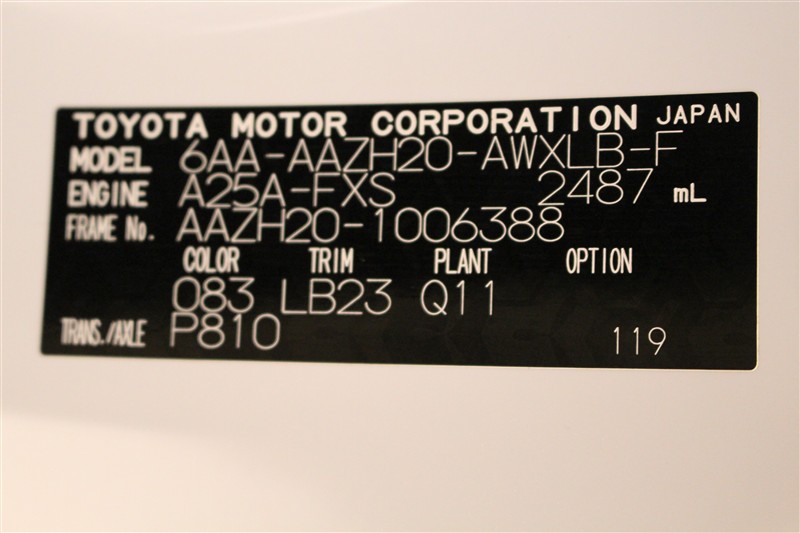 TOYOTA MOTOR CORPORATION JAPAN
MODEL 6AA-AAZH20-AWXLB-F
ENGINE A25A-FXS 2487 mL
FRAME No. AAZH20-1006388
COLOR TRIM PLANT OPTION
083 LB23 Q11
TRANS./AXLE P810 119